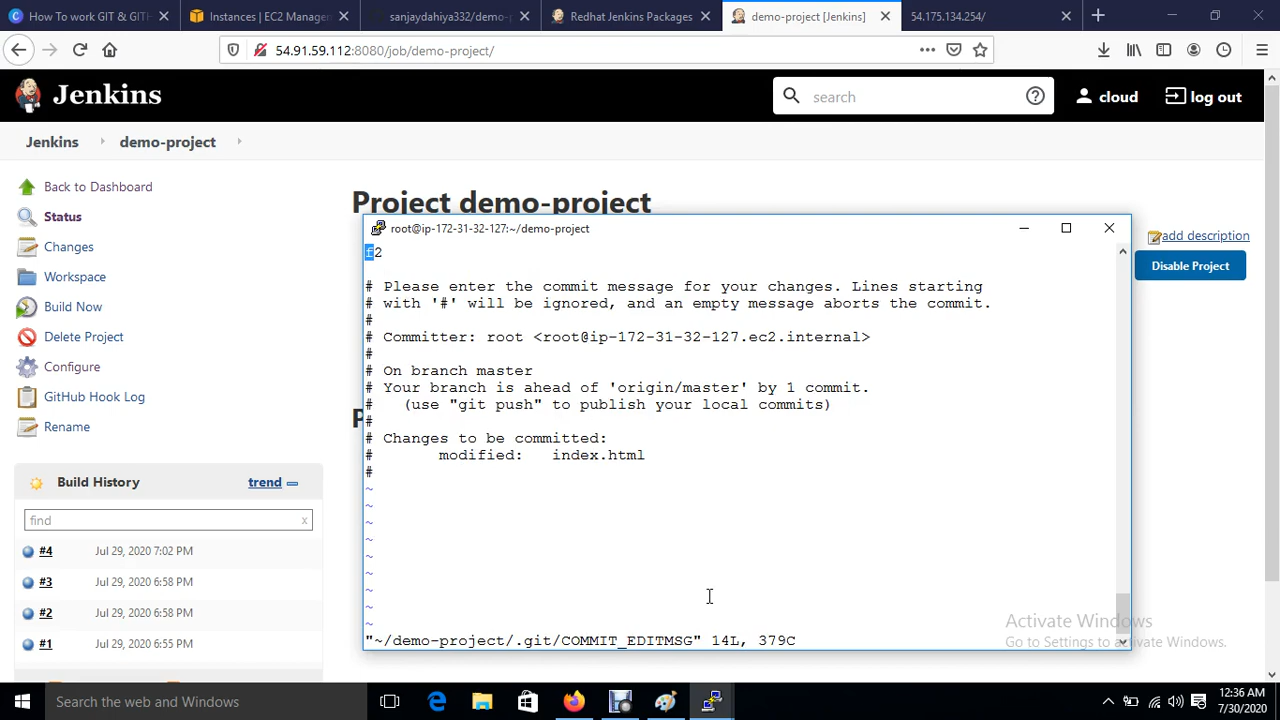 How To work GIT & GITH
Instances | EC2 Manager
sanjaydahiya332/demo-p
Redhat Jenkins Packages
demo-project [Jenkins]
54.175.134.254/
54.91.59.112:8080/job/demo-project/
Jenkins
search
cloud
log out
Jenkins
demo-project
Back to Dashboard
Status
Changes
Workspace
Build Now
Delete Project
Configure
GitHub Hook Log
Rename
Build History
trend
find
x
#4 Jul 29, 2020 7:02 PM
#3 Jul 29, 2020 6:58 PM
#2 Jul 29, 2020 6:58 PM
#1 Jul 29, 2020 6:55 PM
Project demo-project
add description
Disable Project
P
root@ip-172-31-32-127:~/demo-project
f2
# Please enter the commit message for your changes. Lines starting
# with '#' will be ignored, and an empty message aborts the commit.
#
# Committer: root <root@ip-172-31-32-127.ec2.internal>
#
# On branch master
# Your branch is ahead of 'origin/master' by 1 commit.
#   (use "git push" to publish your local commits)
#
# Changes to be committed:
#       modified:   index.html
#
~
~
~
~
~
~
~
~
~
"~/demo-project/.git/COMMIT_EDITMSG" 14L, 379C
Activate Windows
Go to Settings to activate Windows.
Search the web and Windows
12:36 AM
7/30/2020